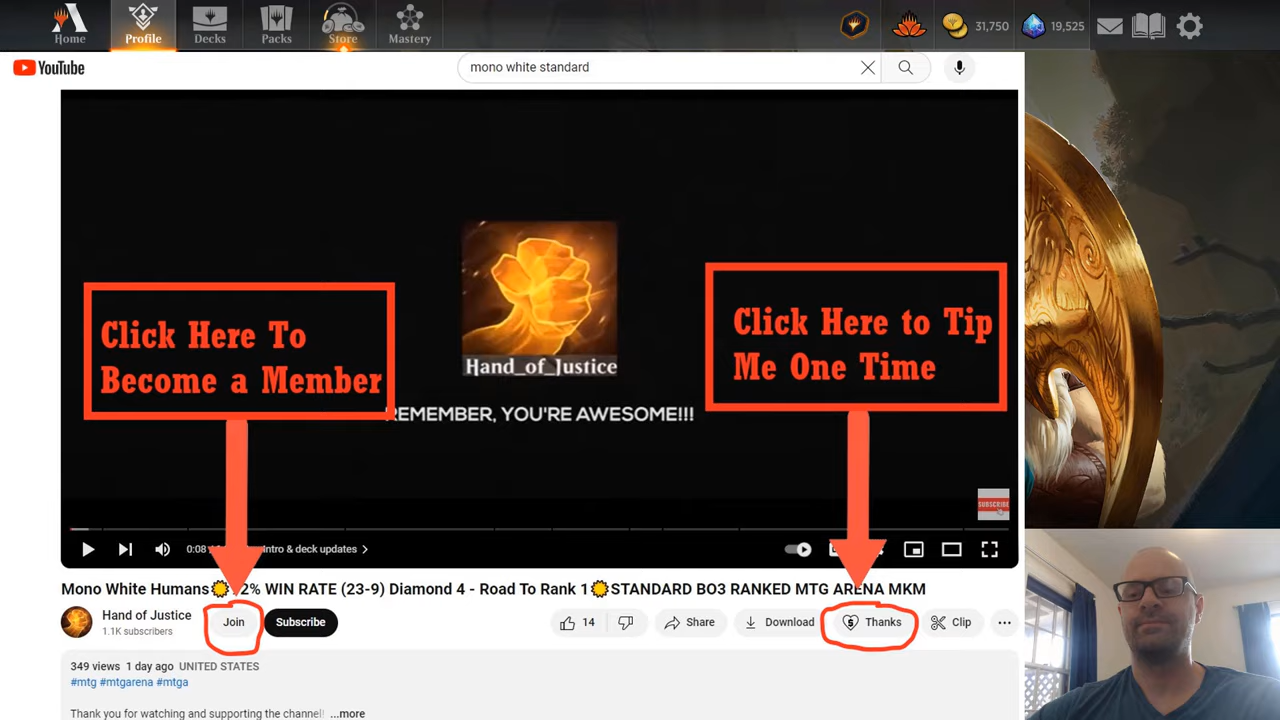 Home
Profile
Decks
Packs
Store
Mastery
31,750
19,525
YouTube
mono white standard
Click Here To
Become a Member
Click Here to Tip
Me One Time
Hand_of_Justice
REMEMBER, YOU'RE AWESOME!!!
SUBSCRIBE
0:08
Intro & deck updates
Mono White Humans 2% WIN RATE (23-9) Diamond 4 - Road To Rank 1 STANDARD BO3 RANKED MTG ARENA MKM
Hand of Justice
1.1K subscribers
Join
Subscribe
14
Share
Download
Thanks
Clip
349 views 1 day ago UNITED STATES
#mtg #mtgarena #mtga
Thank you for watching and supporting the channel! ...more